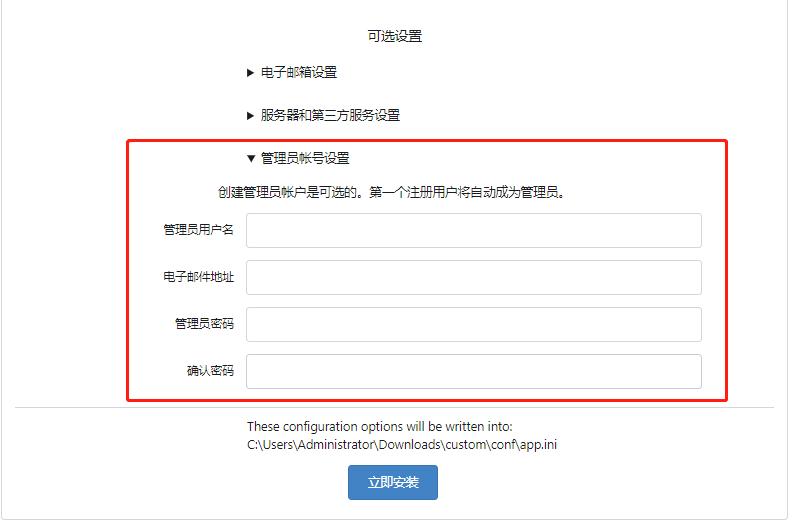 可选设置
▶ 电子邮箱设置
▶ 服务器和第三方服务设置
▼ 管理员帐号设置
创建管理员帐户是可选的。第一个注册用户将自动成为管理员。
管理员用户名
电子邮件地址
管理员密码
确认密码
These configuration options will be written into:
C:\Users\Administrator\Downloads\custom\conf\app.ini
立即安装